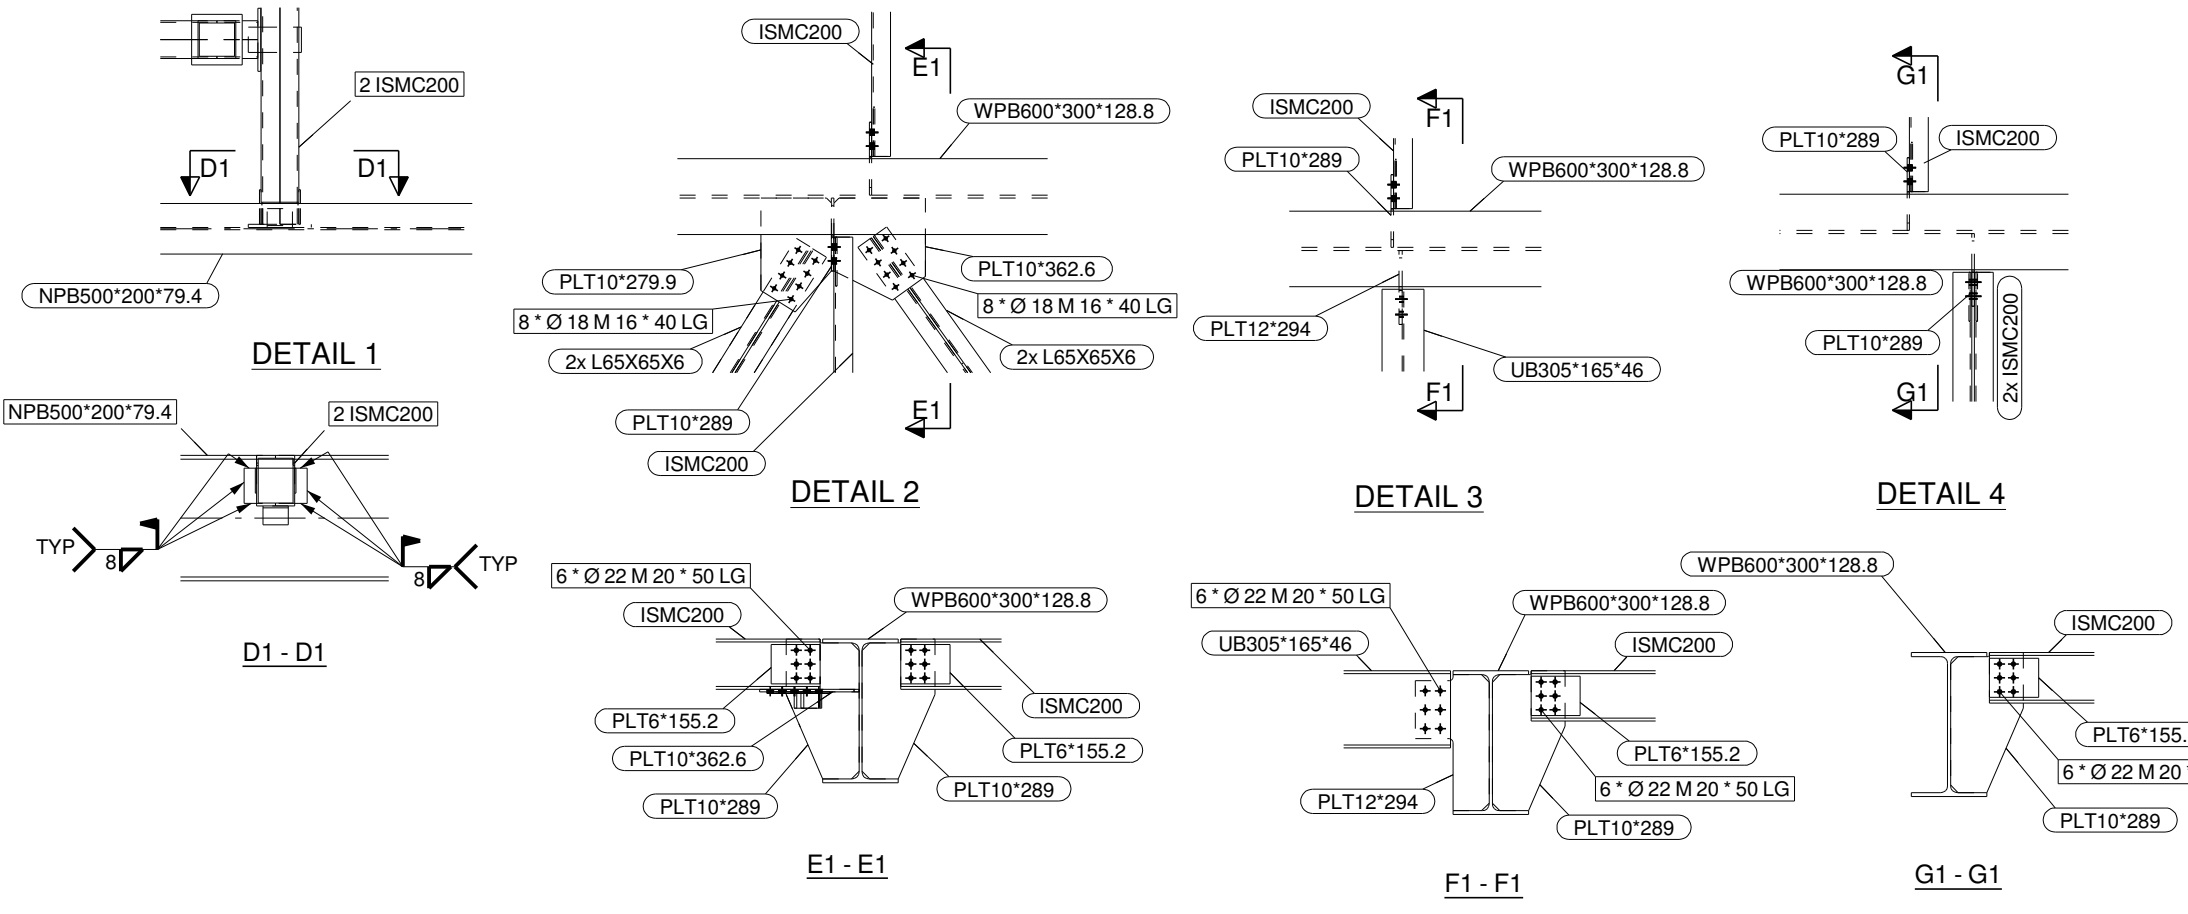 2 ISMC200
D1
D1
NPB500*200*79.4
DETAIL 1
NPB500*200*79.4
2 ISMC200
TYP
8
8
TYP
D1 - D1
ISMC200
E1
WPB600*300*128.8
PLT10*279.9
PLT10*362.6
8 * Ø 18 M 16 * 40 LG
8 * Ø 18 M 16 * 40 LG
2x L65X65X6
2x L65X65X6
PLT10*289
E1
ISMC200
DETAIL 2
6 * Ø 22 M 20 * 50 LG
ISMC200
WPB600*300*128.8
ISMC200
PLT6*155.2
PLT6*155.2
PLT10*362.6
PLT10*289
PLT10*289
E1 - E1
ISMC200
F1
PLT10*289
WPB600*300*128.8
PLT12*294
UB305*165*46
F1
DETAIL 3
6 * Ø 22 M 20 * 50 LG
WPB600*300*128.8
UB305*165*46
ISMC200
PLT6*155.2
6 * Ø 22 M 20 * 50 LG
PLT12*294
PLT10*289
F1 - F1
G1
PLT10*289
ISMC200
WPB600*300*128.8
2x ISMC200
PLT10*289
G1
DETAIL 4
WPB600*300*128.8
ISMC200
PLT6*155.
6 * Ø 22 M 20
PLT10*289
G1 - G1